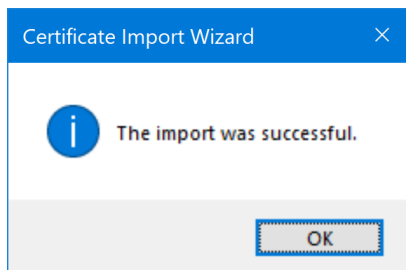 Certificate Import Wizard
The import was successful.
OK